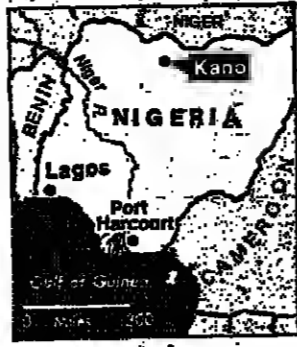 NIGER
Kano
Niger
R.
BENIN
NIGERIA
Lagos
Port
Harcourt
CAMEROON
Gulf of Guinea
0 Miles 200